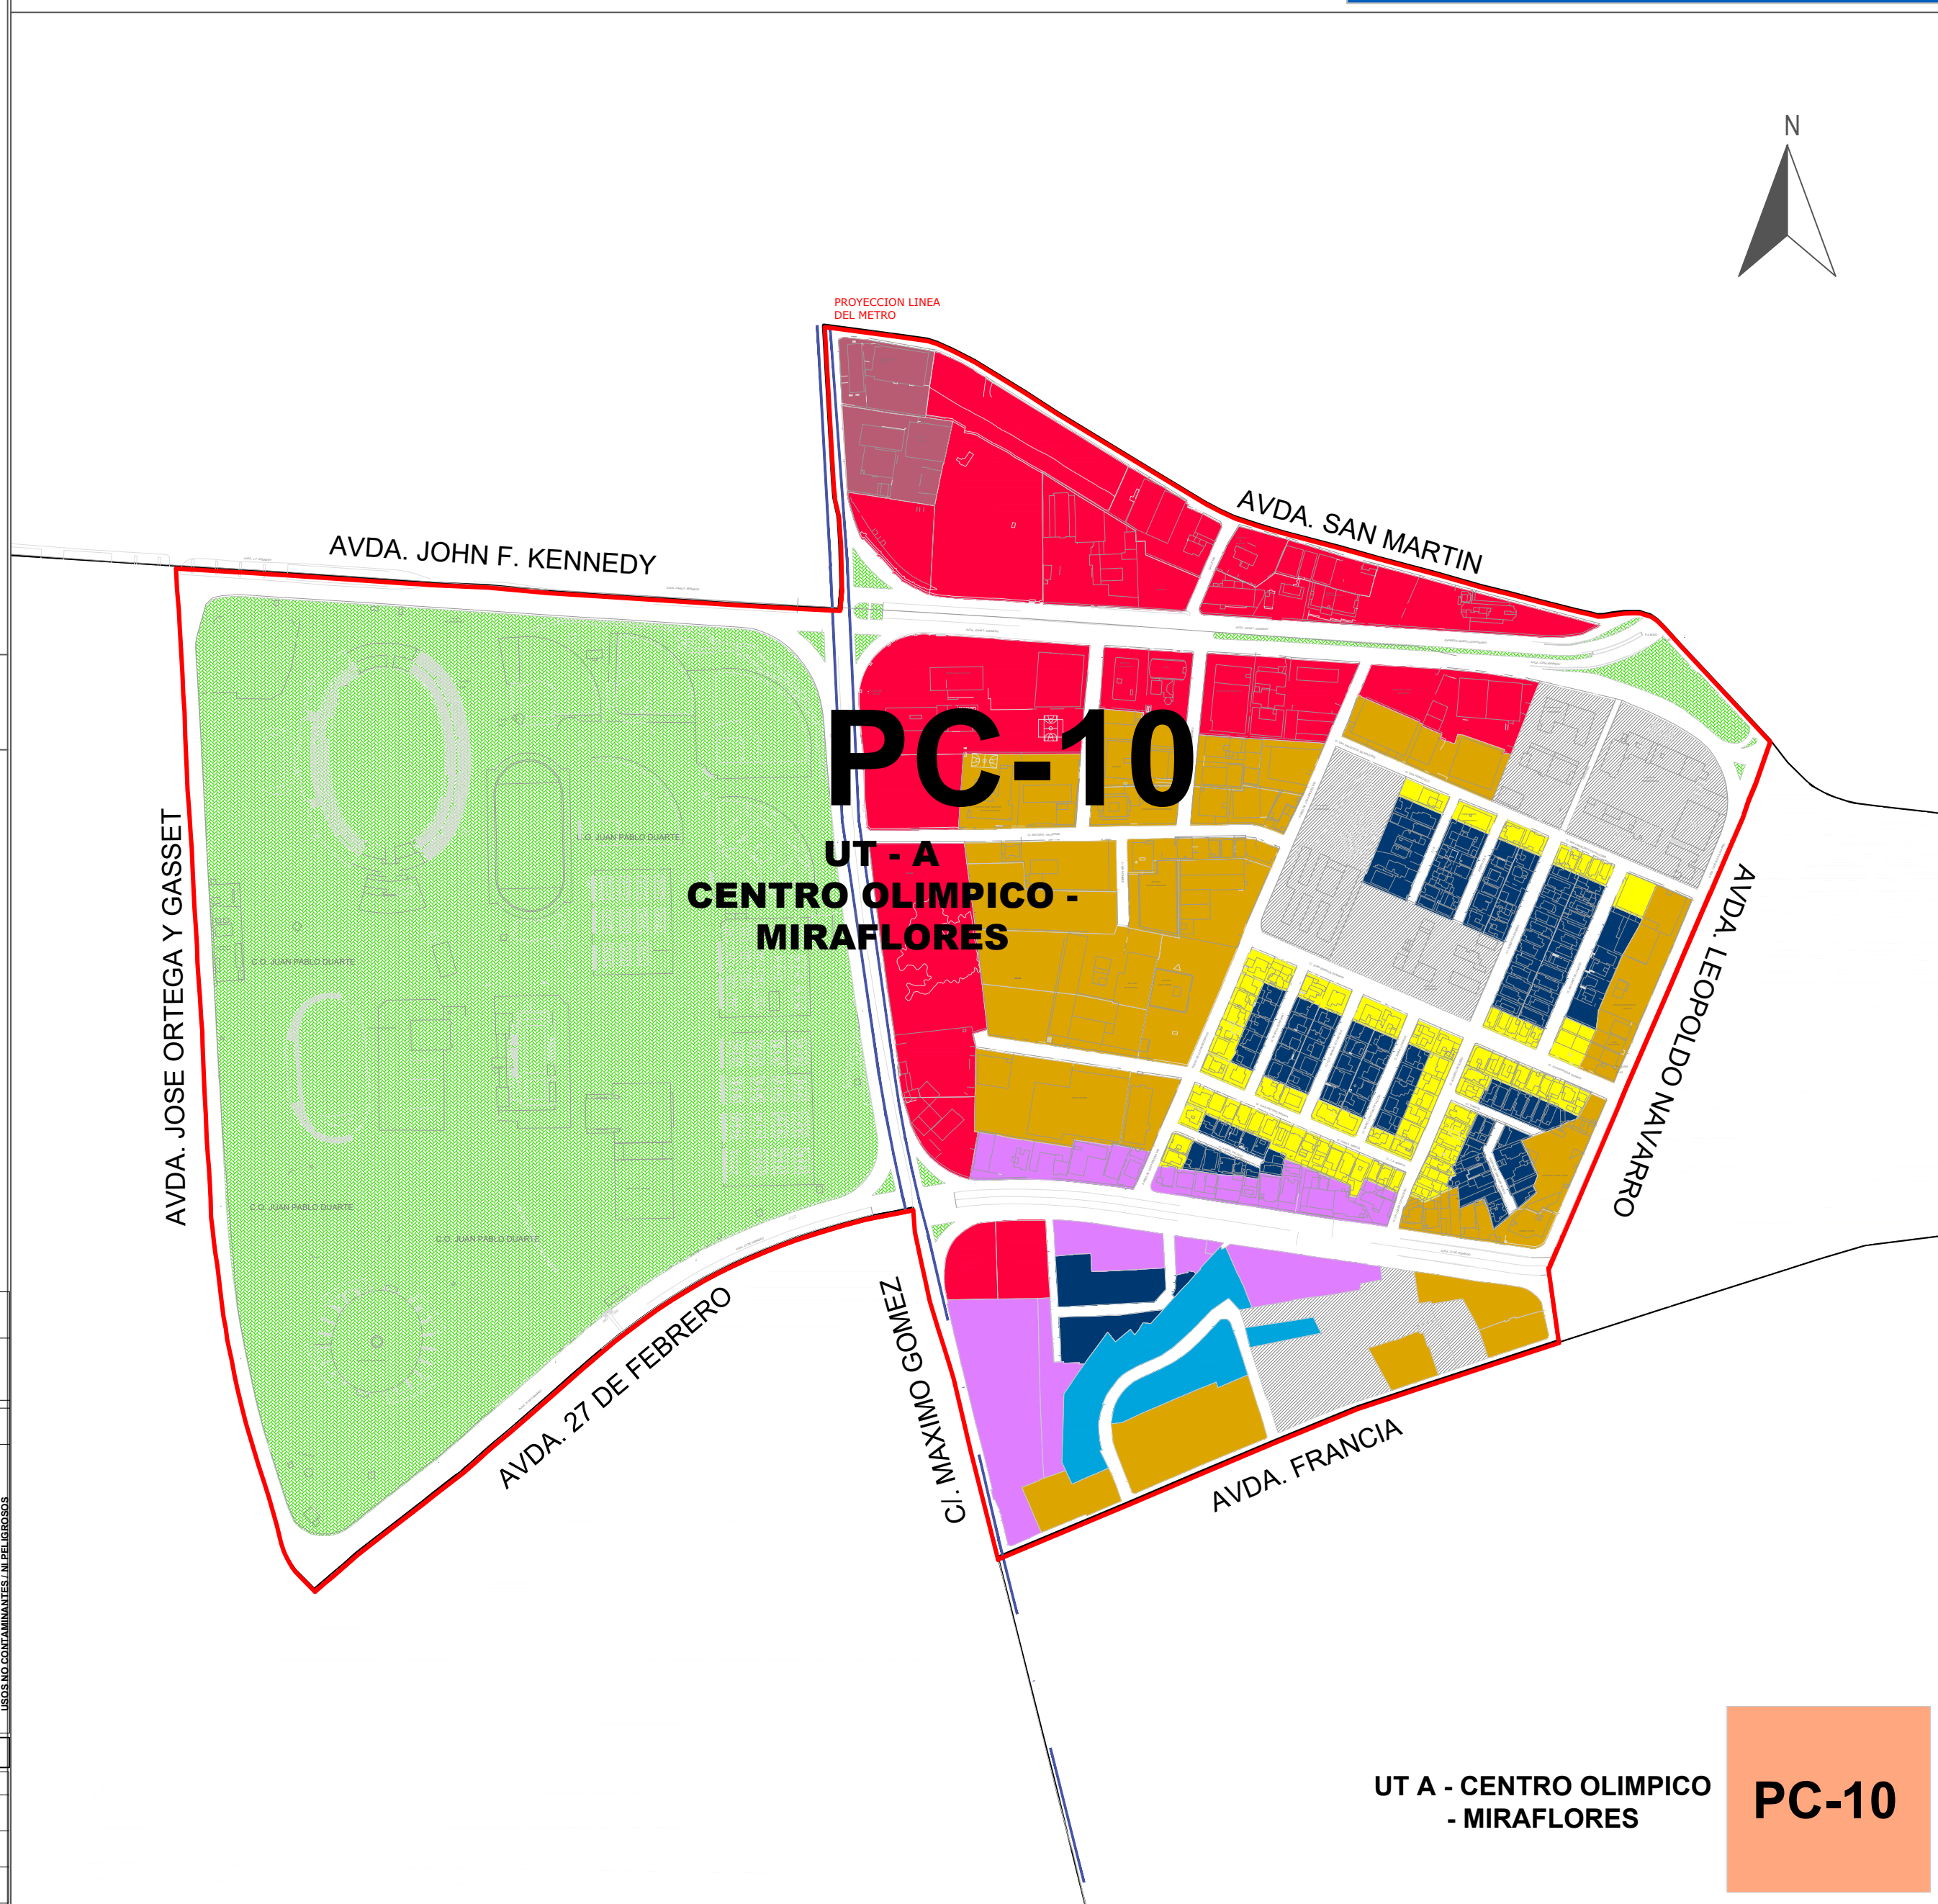 N
PROYECCION LINEA
DEL METRO
AVDA. SAN MARTIN
AVDA. JOHN F. KENNEDY
PC-10
UT - A
CENTRO OLIMPICO -
MIRAFLORES
AVDA. JOSE ORTEGA Y GASSET
C.O. JUAN PABLO DUARTE
C.O. JUAN PABLO DUARTE
C.O. JUAN PABLO DUARTE
C.O. JUAN PABLO DUARTE
AVDA. LEOPOLDO NAVARRO
AVDA. 27 DE FEBRERO
C/. MAXIMO GOMEZ
AVDA. FRANCIA
USOS NO CONTAMINANTES / NI PELIGROSOS
UT A - CENTRO OLIMPICO
- MIRAFLORES
PC-10